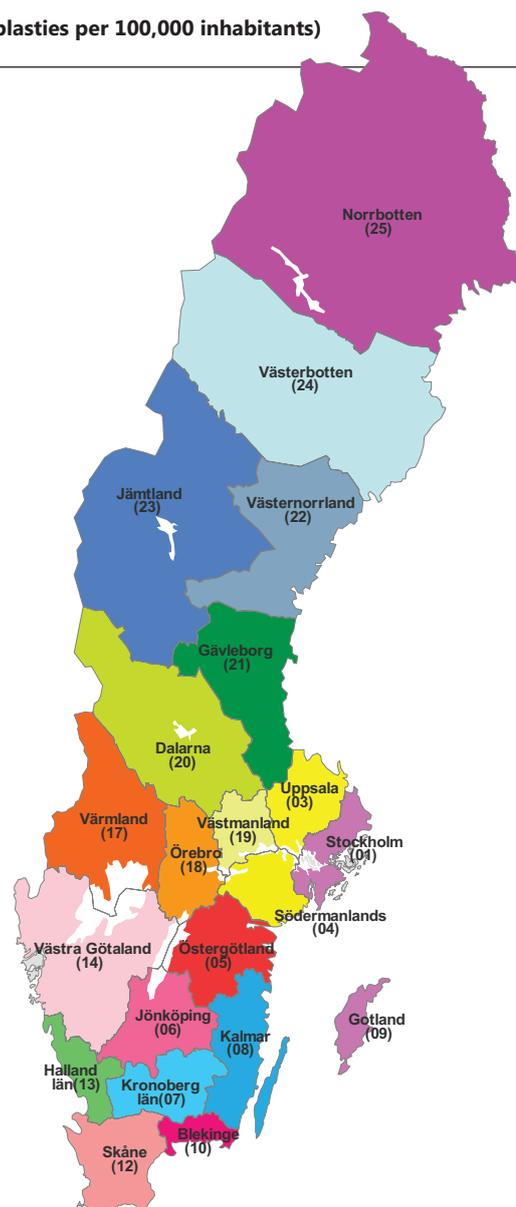 plasties per 100,000 inhabitants)
Norrbotten
(25)
Västerbotten
(24)
Jämtland
(23)
Västernorrland
(22)
Gävleborg
(21)
Dalarna
(20)
Uppsala
(03)
Värmland
(17)
Västmanland
(19)
Stockholm
(01)
Örebro
(18)
Södermanlands
(04)
Västra Götaland
(14)
Östergötland
(05)
Jönköping
(06)
Gotland
(09)
Kalmar
(08)
Halland
län(13)
Kronoberg
län(07)
Blekinge
(10)
Skåne
(12)